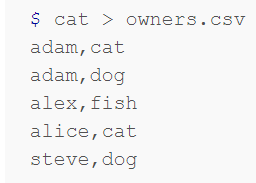 $ cat > owners.csv
adam,cat
adam,dog
alex,fish
alice,cat
steve,dog